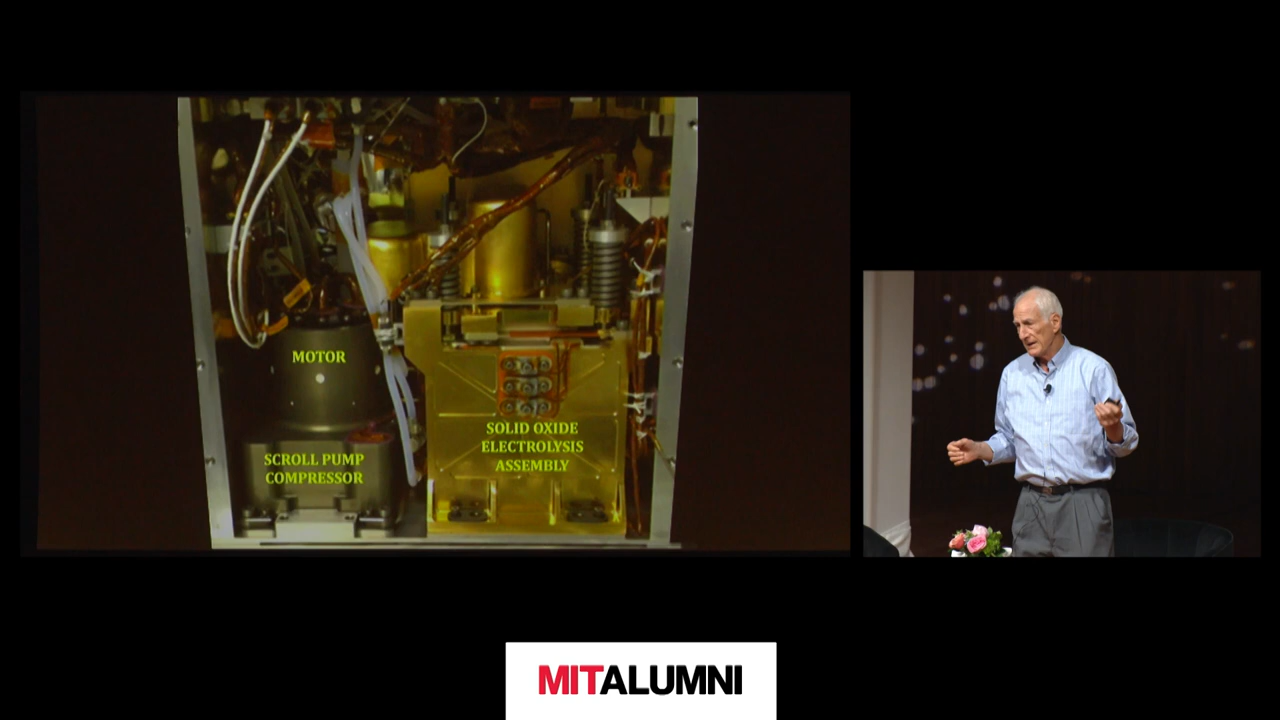 MOTOR
SCROLL PUMP
COMPRESSOR
SOLID OXIDE
ELECTROLYSIS
ASSEMBLY
MITALUMNI